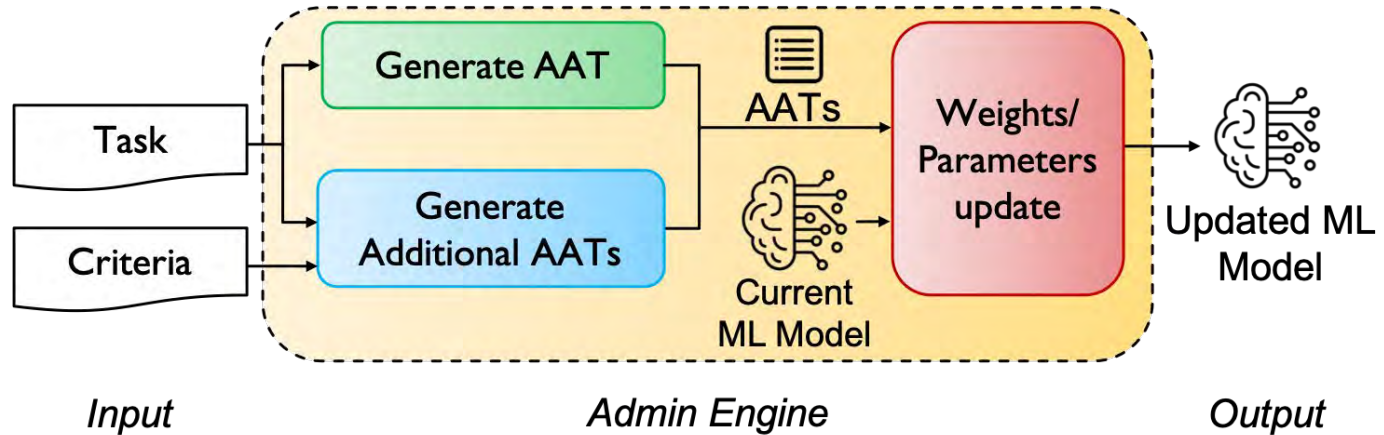 Generate AAT
AATs
Task
Weights/
Parameters
update
Generate
Additional AATs
Criteria
Current
ML Model
Updated ML
Model
Input
Admin Engine
Output